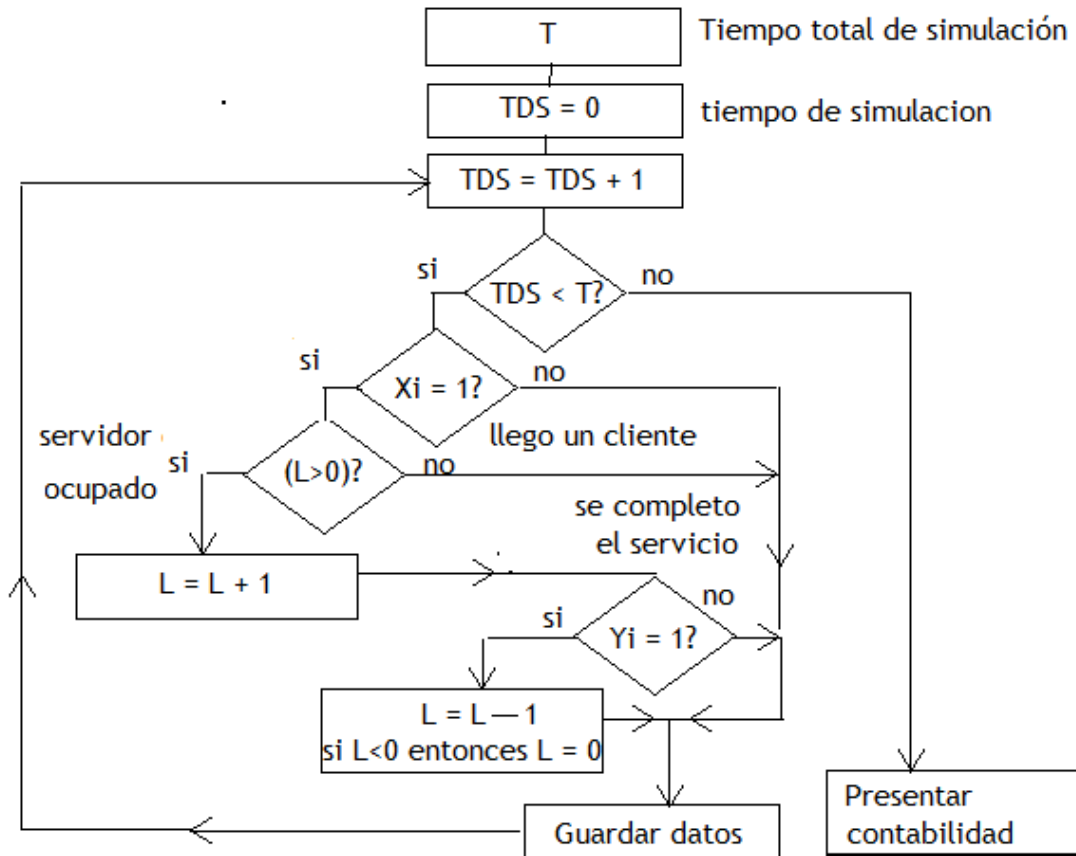 T
Tiempo total de simulación
TDS = 0
tiempo de simulacion
TDS = TDS + 1
si
TDS < T?
no
si
Xi = 1?
no
servidor
ocupado
si
(L>0)?
no
llego un cliente
se completo
el servicio
L = L + 1
si
Yi = 1?
no
L = L — 1
si L<0 entonces L = 0
Guardar datos
Presentar
contabilidad